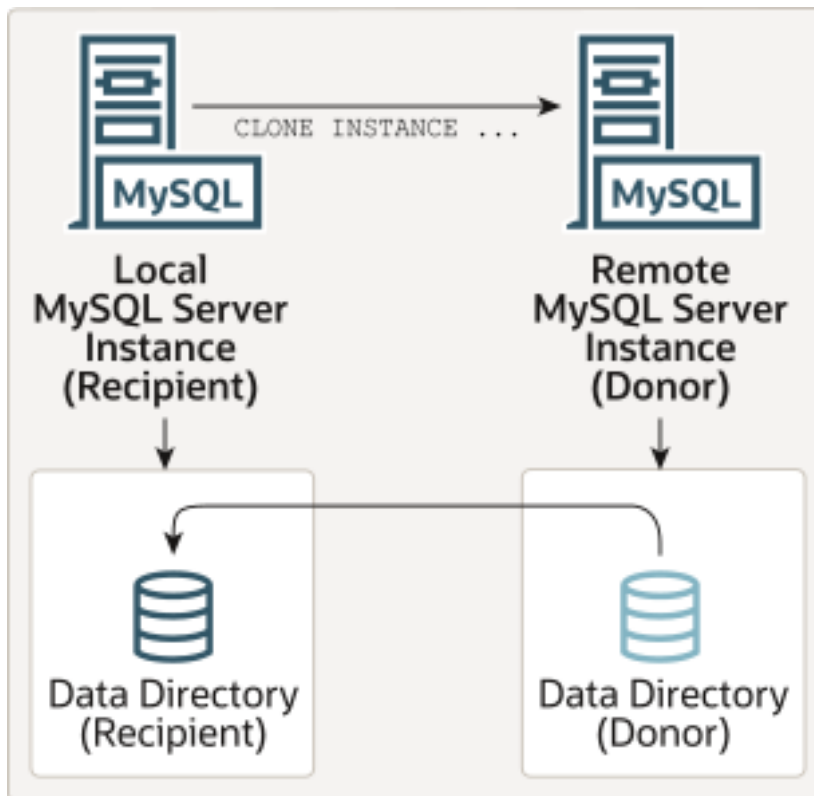 CLONE INSTANCE ...
MySQL
MySQL
Local
MySQL Server
Instance
(Recipient)
Remote
MySQL Server
Instance
(Donor)
Data Directory
(Recipient)
Data Directory
(Donor)